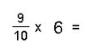 9/10 x 6 =